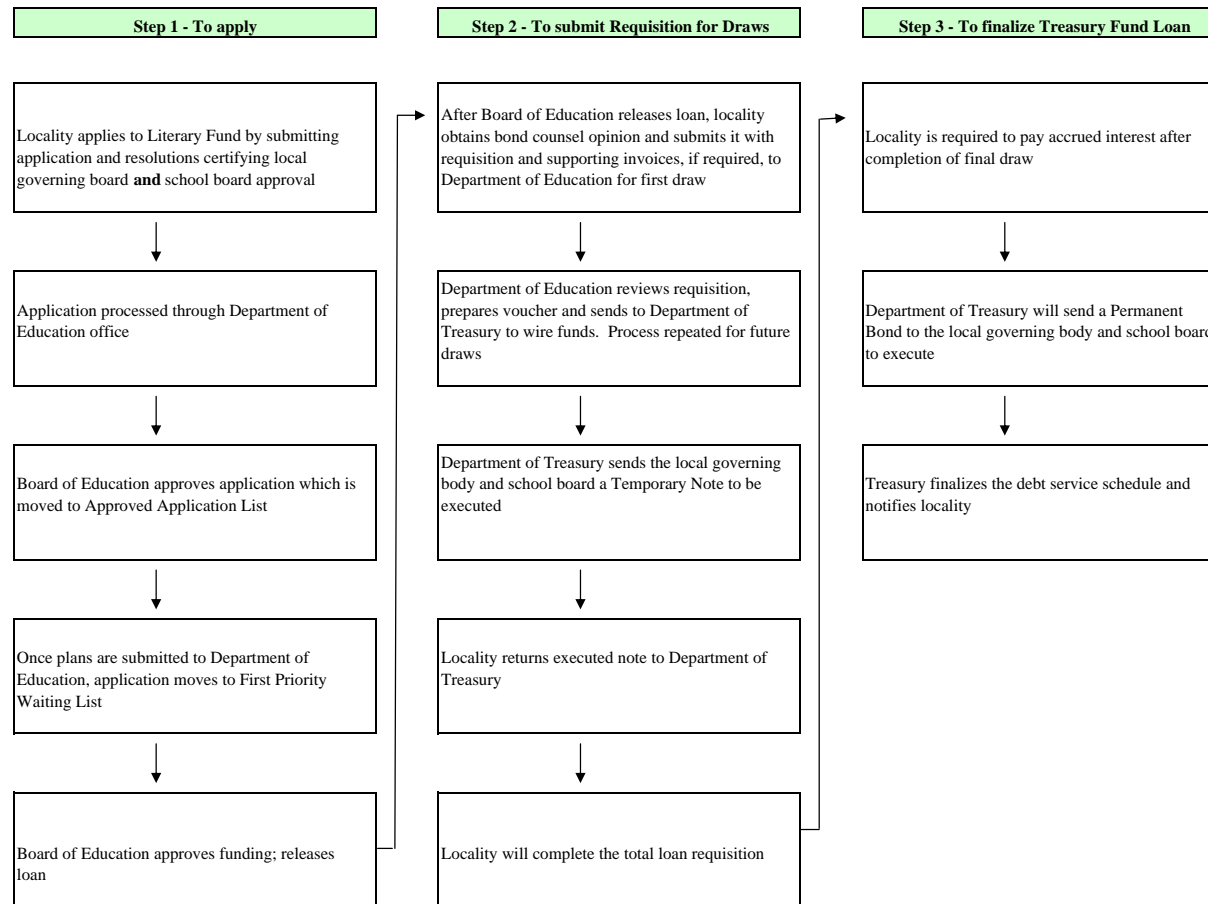 Step 1 - To apply
Locality applies to Literary Fund by submitting
application and resolutions certifying local
governing board and school board approval
Application processed through Department of
Education office
Board of Education approves application which is
moved to Approved Application List
Once plans are submitted to Department of
Education, application moves to First Priority
Waiting List
Board of Education approves funding; releases
loan
Step 2 - To submit Requisition for Draws
After Board of Education releases loan, locality
obtains bond counsel opinion and submits it with
requisition and supporting invoices, if required, to
Department of Education for first draw
Department of Education reviews requisition,
prepares voucher and sends to Department of
Treasury to wire funds.  Process repeated for future
draws
Department of Treasury sends the local governing
body and school board a Temporary Note to be
executed
Locality returns executed note to Department of
Treasury
Locality will complete the total loan requisition
Step 3 - To finalize Treasury Fund Loan
Locality is required to pay accrued interest after
completion of final draw
Department of Treasury will send a Permanent
Bond to the local governing body and school board
to execute
Treasury finalizes the debt service schedule and
notifies locality